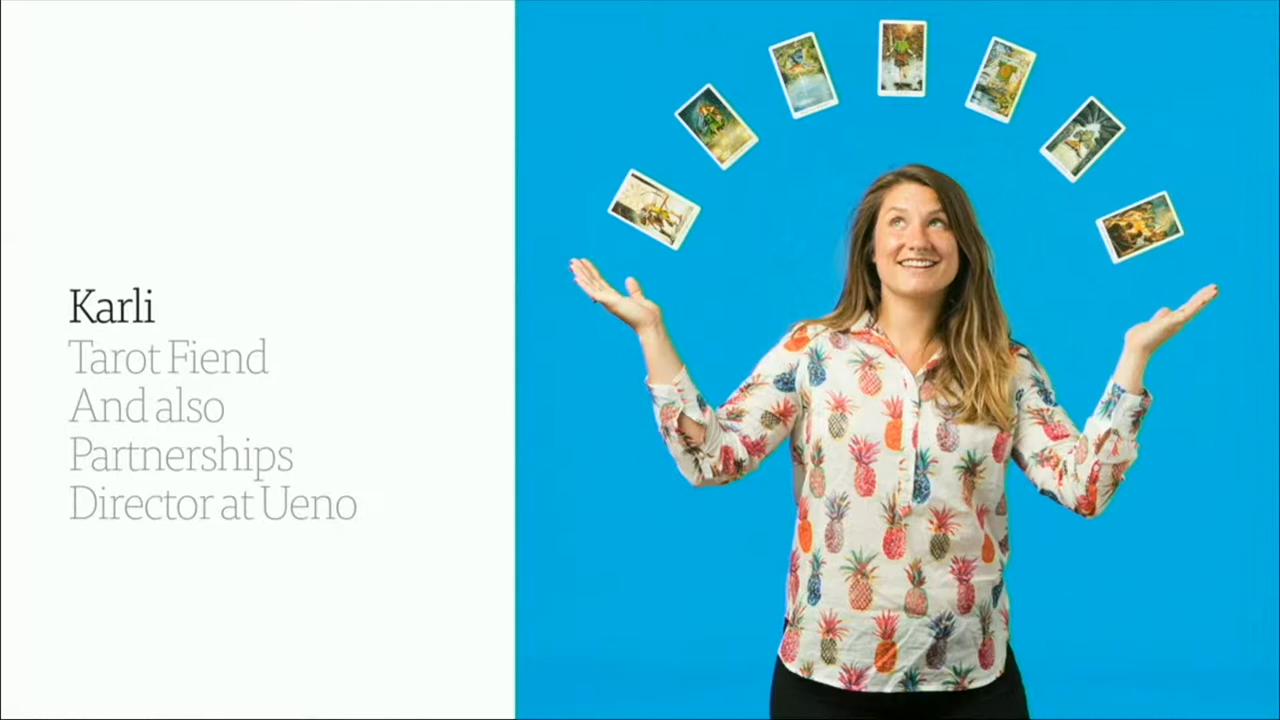 Karli
Tarot Fiend
And also
Partnerships
Director at Ueno